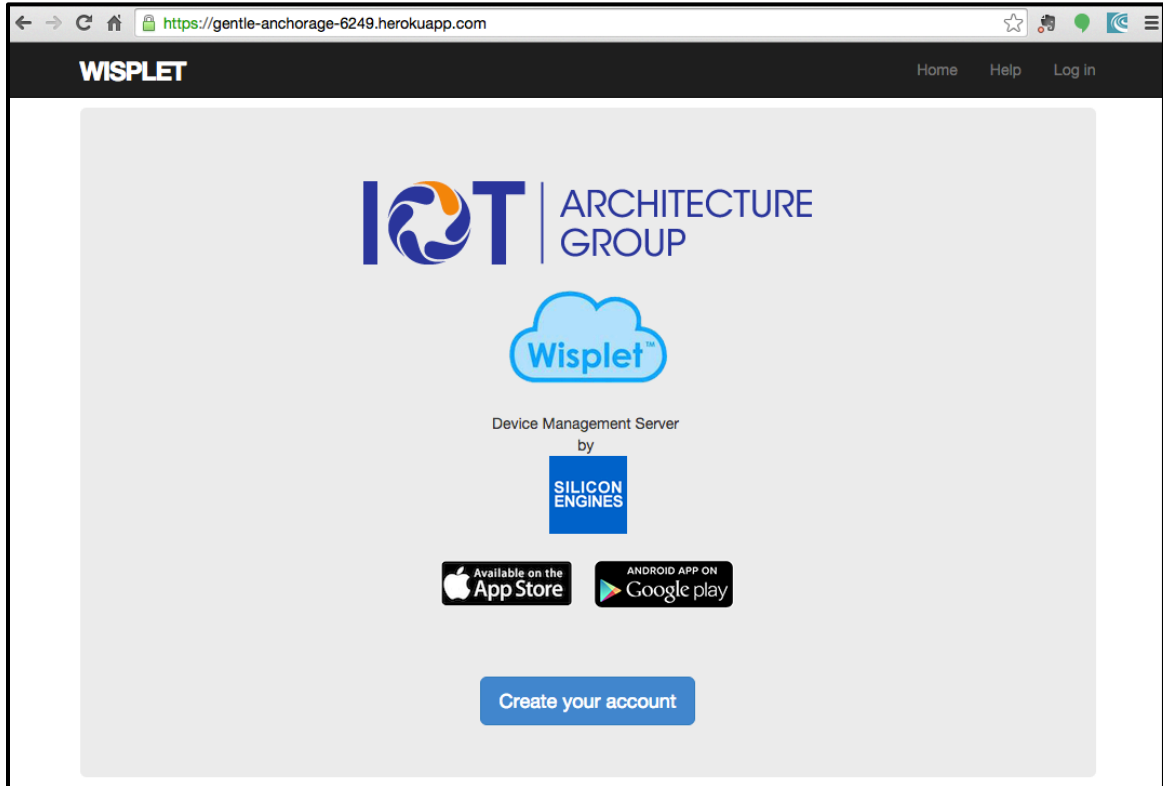 https://gentle-anchorage-6249.herokuapp.com
WISPLET
Home Help Log in
IOT ARCHITECTURE
GROUP
Wisplet™
Device Management Server
by
SILICON
ENGINES
Available on the
App Store
ANDROID APP ON
Google play
Create your account